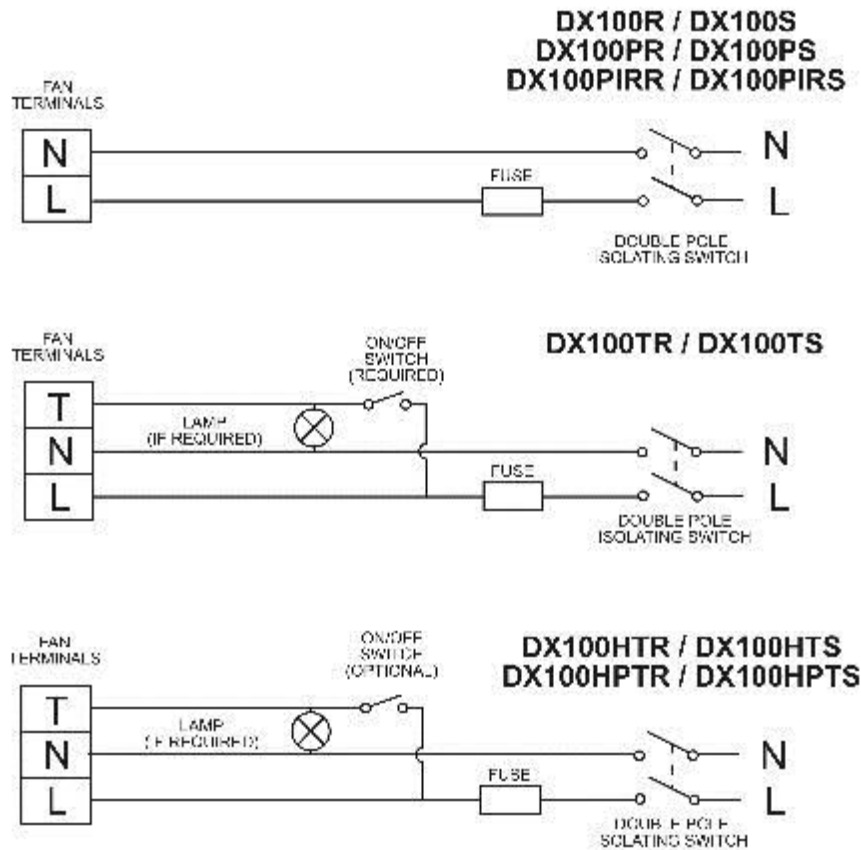 DX100R / DX100S
DX100PR / DX100PS
DX100PIRR / DX100PIRS
FAN
TERMINALS
N
L
FUSE
N
L
DOUBLE POLE
ISOLATING SWITCH
DX100TR / DX100TS
FAN
TERMINALS
ON/OFF
SWITCH
(REQUIRED)
T
N
L
LAMP
(IF REQUIRED)
FUSE
N
L
DOUBLE POLE
ISOLATING SWITCH
DX100HTR / DX100HTS
DX100HPTR / DX100HPTS
FAN
TERMINALS
ON/OFF
SWITCH
(OPTIONAL)
T
N
L
LAMP
(IF REQUIRED)
FUSE
N
L
DOUBLE POLE
ISOLATING SWITCH